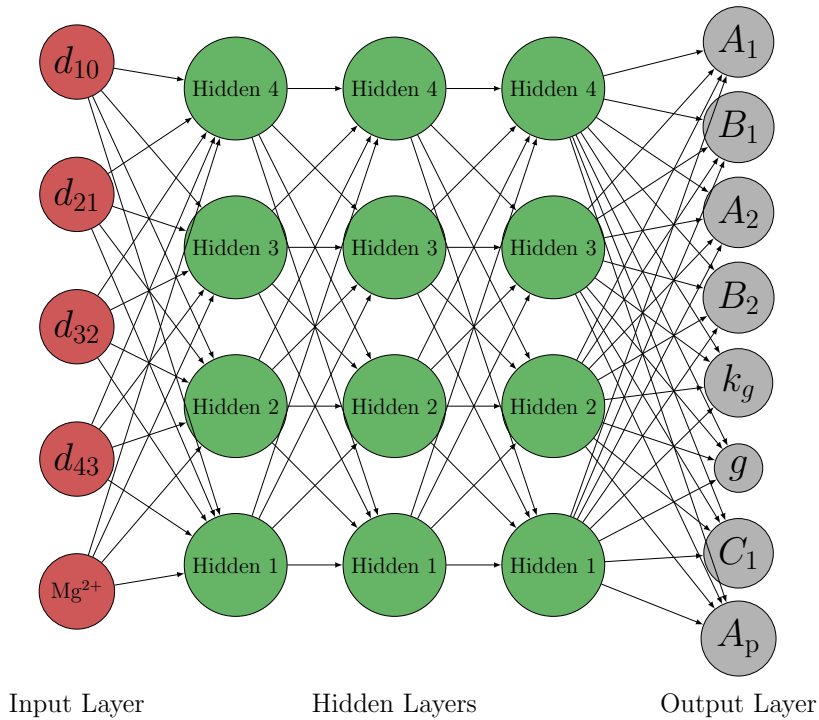 d₁₀
d₂₁
d₃₂
d₄₃
Mg²⁺
Hidden 4
Hidden 3
Hidden 2
Hidden 1
Hidden 4
Hidden 3
Hidden 2
Hidden 1
Hidden 4
Hidden 3
Hidden 2
Hidden 1
A₁
B₁
A₂
B₂
k_g
g
C₁
Aₚ
Input Layer
Hidden Layers
Output Layer